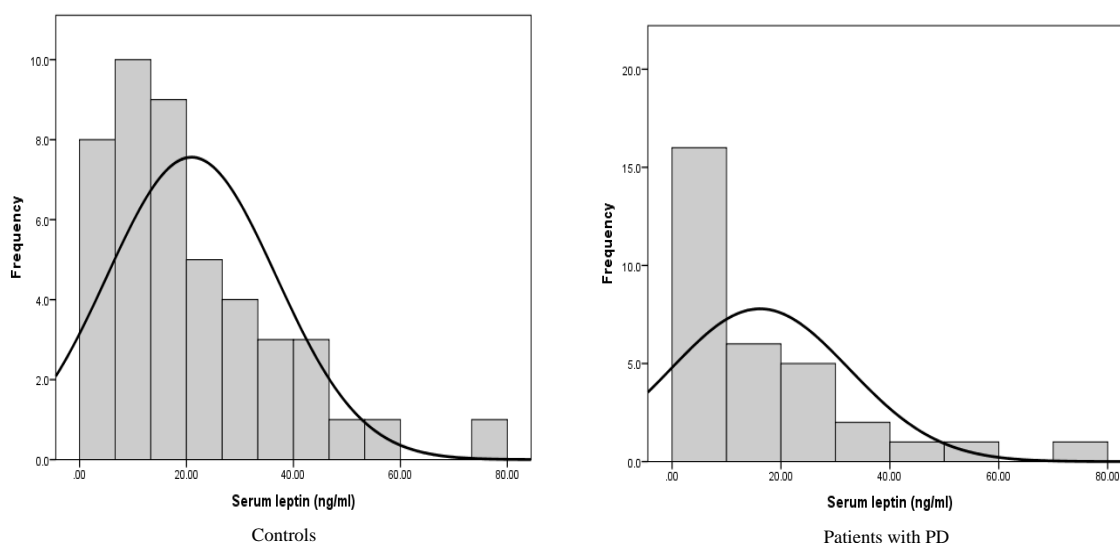 10.0
8.0
6.0
4.0
2.0
0.0
Frequency
.00 20.00 40.00 60.00 80.00
Serum leptin (ng/ml)
Controls
20.0
15.0
10.0
5.0
0.0
Frequency
.00 20.00 40.00 60.00 80.00
Serum leptin (ng/ml)
Patients with PD